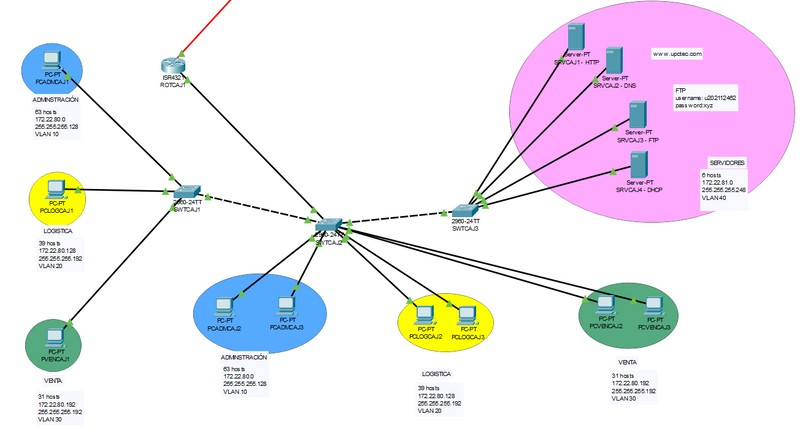 PC-PT
PCADMCAJ1
ADMINSTRACIÓN
63 hosts
172.22.80.0
255.255.255.128
VLAN 10
ISR432
ROTCAJ1
Server-PT
SRVCAJ1 - HTTP
Server-PT
SRVCAJ2 - DNS
www.upctec.com
FTP
username: u202112462
password:xyz
Server-PT
SRVCAJ3 - FTP
Server-PT
SRVCAJ4 - DHCP
SERVIDORES
6 hosts
172.22.81.0
255.255.255.248
VLAN 40
PC-PT
PCLOGCAJ1
LOGISTICA
39 hosts
172.22.80.128
255.255.255.192
VLAN 20
2960-24TT
SWTCAJ1
2960-24TT
SWTCAJ2
2960-24TT
SWTCAJ3
PC-PT
PVENCAJ1
VENTA
31 hosts
172.22.80.192
255.255.255.192
VLAN 30
PC-PT
PCADMCAJ2
PC-PT
PCADMCAJ3
ADMINSTRACIÓN
63 hosts
172.22.80.0
255.255.255.128
VLAN 10
PC-PT
PCLOGCAJ2
PC-PT
PCLOGCAJ3
LOGISTICA
39 hosts
172.22.80.128
255.255.255.192
VLAN 20
PC-PT
PCVENCAJ2
PC-PT
PCVENCAJ3
VENTA
31 hosts
172.22.80.192
255.255.255.192
VLAN 30